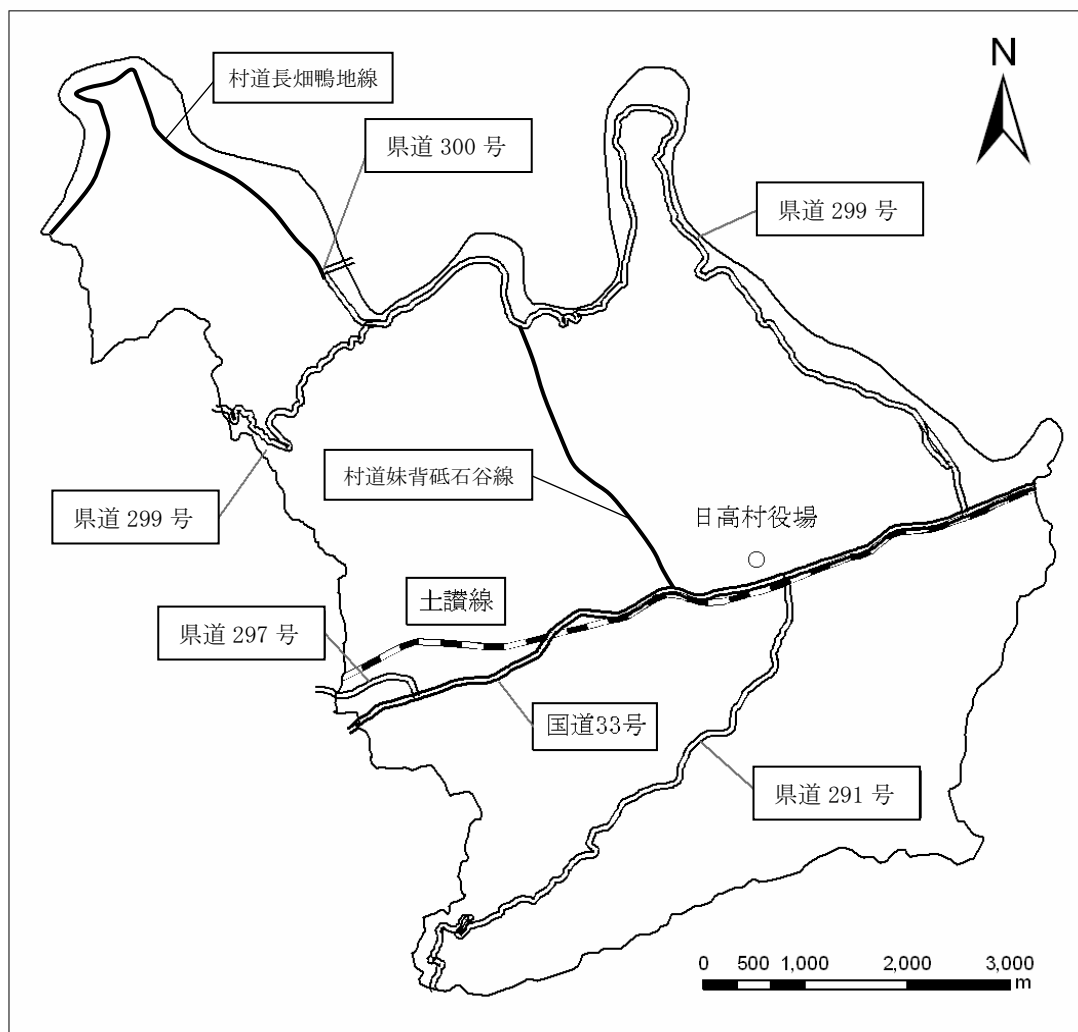 N
村道長畑鴨地線
県道 300 号
県道 299 号
村道妹背砥石谷線
県道 299 号
日高村役場
土讃線
県道 297 号
国道33号
県道 291 号
0 500 1,000 2,000 3,000
m